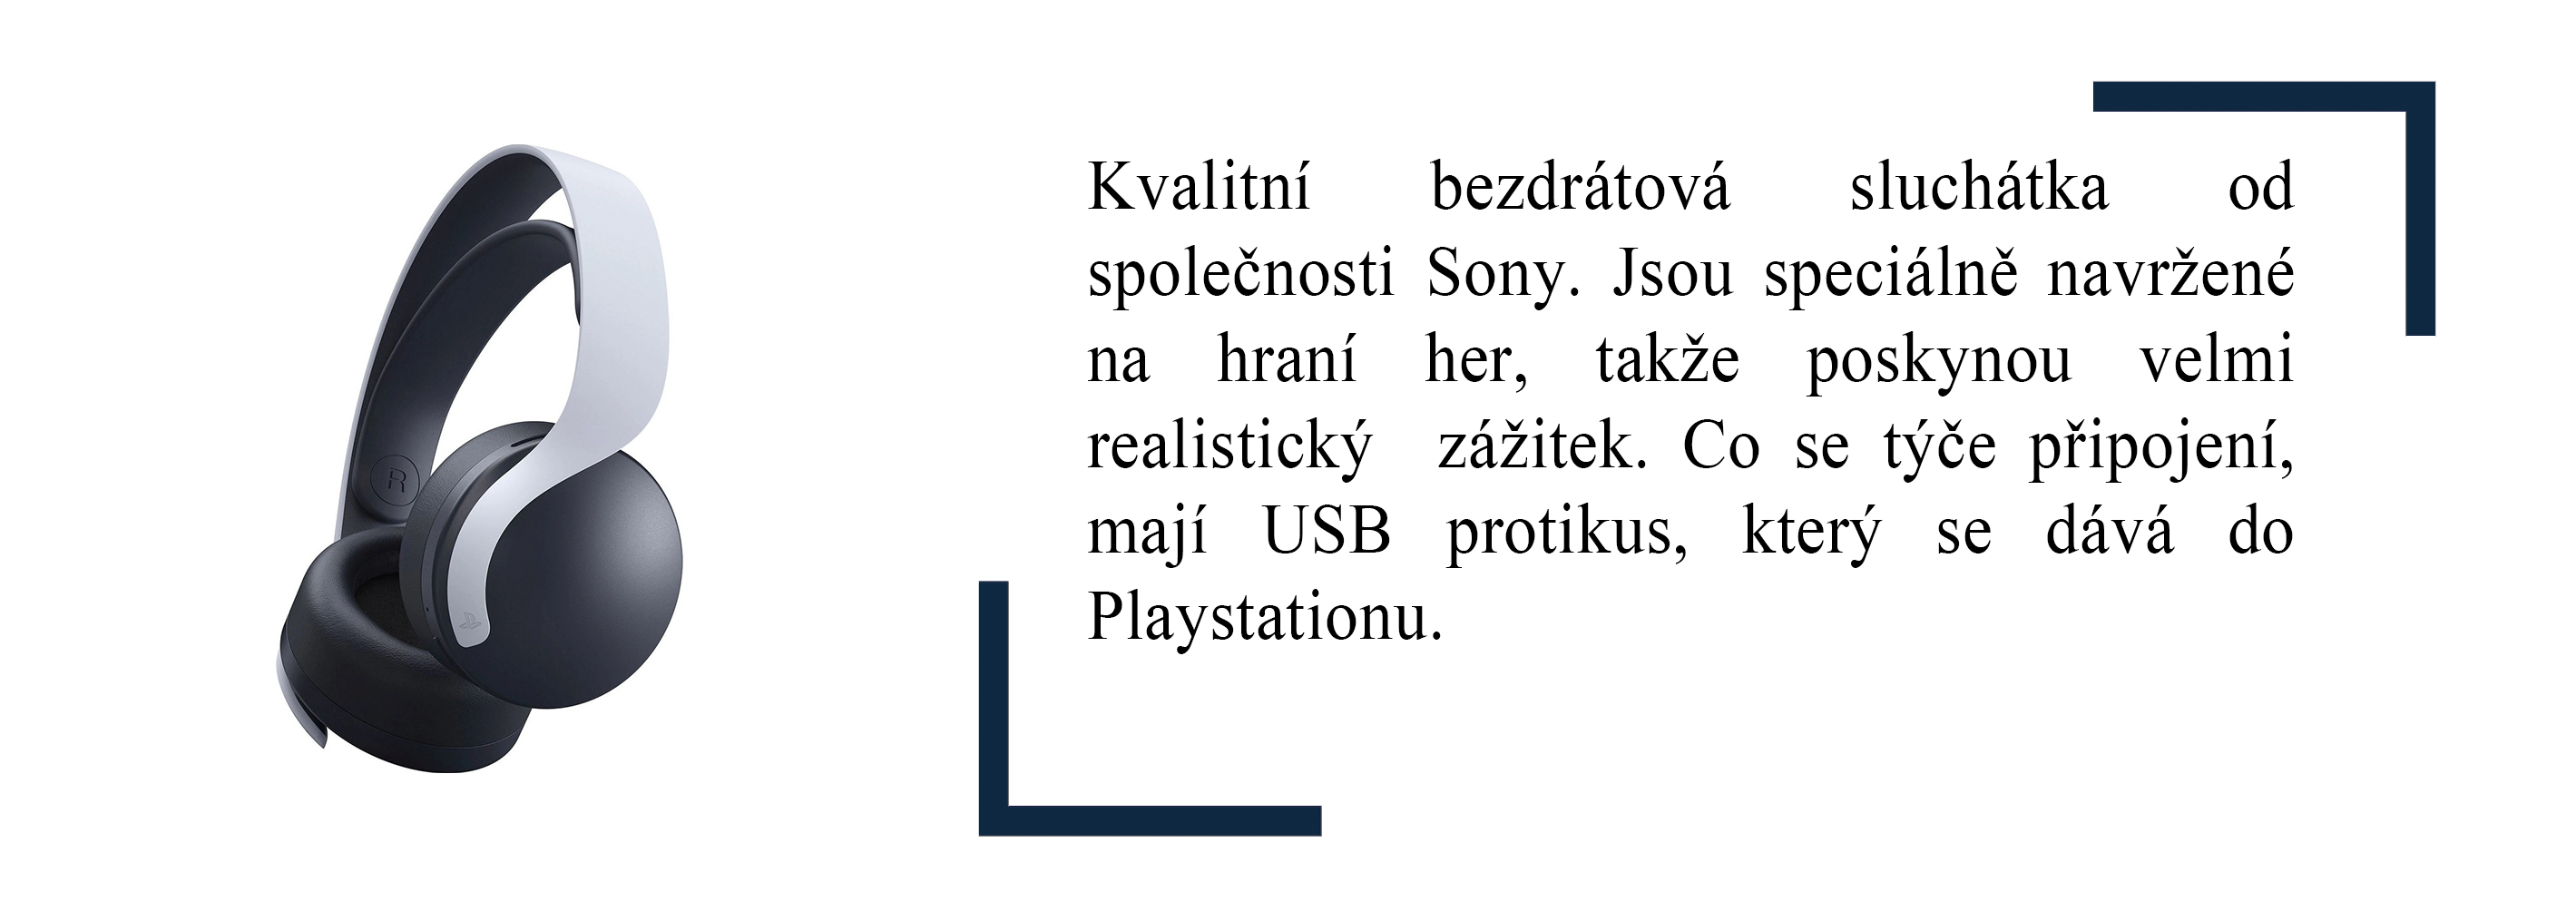 Kvalitní bezdrátová sluchátka od
společnosti Sony. Jsou speciálně navržené
na hraní her, takže poskynou velmi
realistický zážitek. Co se týče připojení,
mají USB protikus, který se dává do
Playstationu.
R